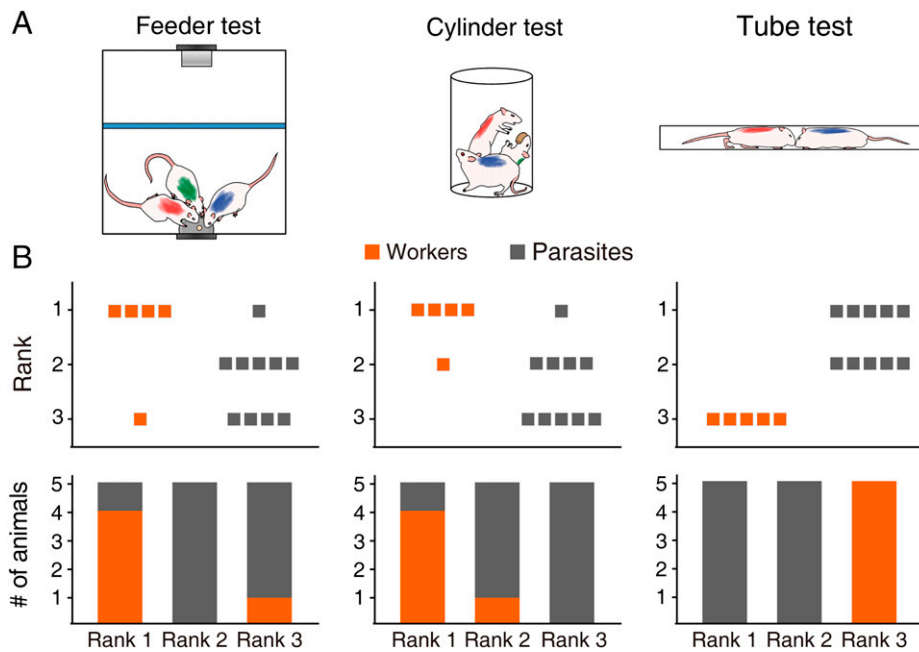 A
Feeder test
Cylinder test
Tube test
B
Workers
Parasites
Rank
1
2
3
1
2
3
1
2
3
# of animals
5
4
3
2
1
5
4
3
2
1
5
4
3
2
1
Rank 1 Rank 2 Rank 3
Rank 1 Rank 2 Rank 3
Rank 1 Rank 2 Rank 3